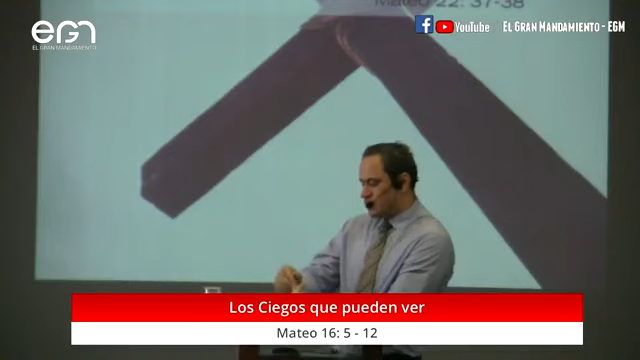 Mateo 22: 37-38
EGM
EL GRAN MANDAMIENTO
YouTube
EL GRAN MANDAMIENTO - EGM
Los Ciegos que pueden ver
Mateo 16: 5 - 12